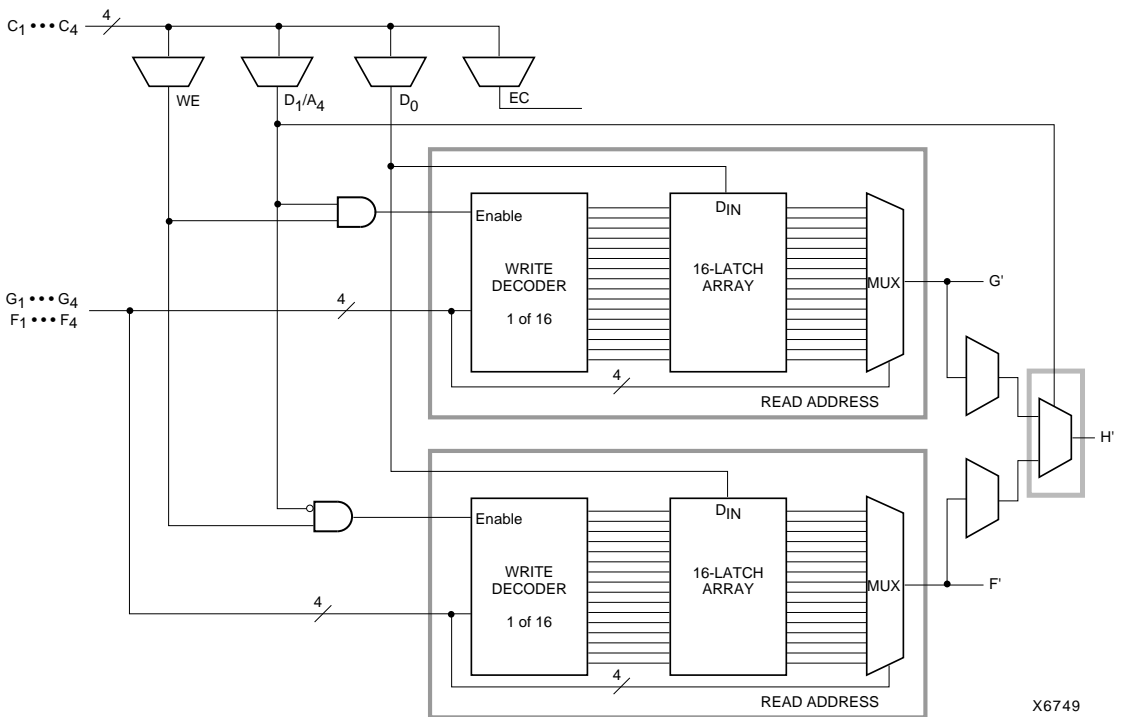 C1 ••• C4
4
WE
D1/A4
D0
EC
Enable
WRITE
DECODER
1 of 16
DIN
16-LATCH
ARRAY
MUX
G'
G1 ••• G4
F1 ••• F4
4
4
READ ADDRESS
H'
Enable
WRITE
DECODER
1 of 16
DIN
16-LATCH
ARRAY
MUX
F'
4
4
READ ADDRESS
X6749